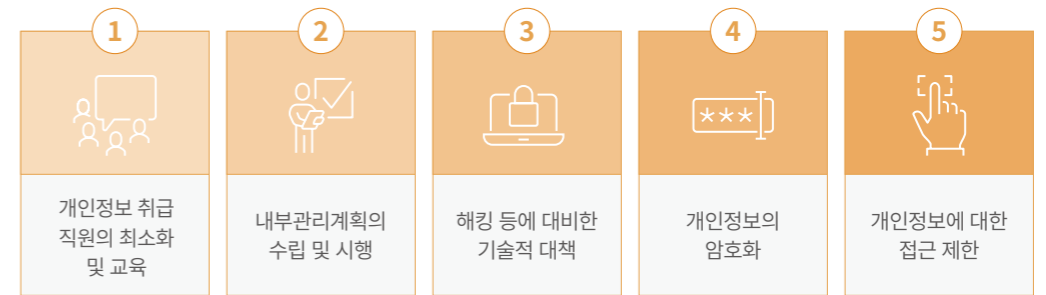 1
개인정보 취급
직원의 최소화
및 교육
2
내부관리계획의
수립 및 시행
3
해킹 등에 대비한
기술적 대책
4
***
개인정보의
암호화
5
개인정보에 대한
접근 제한